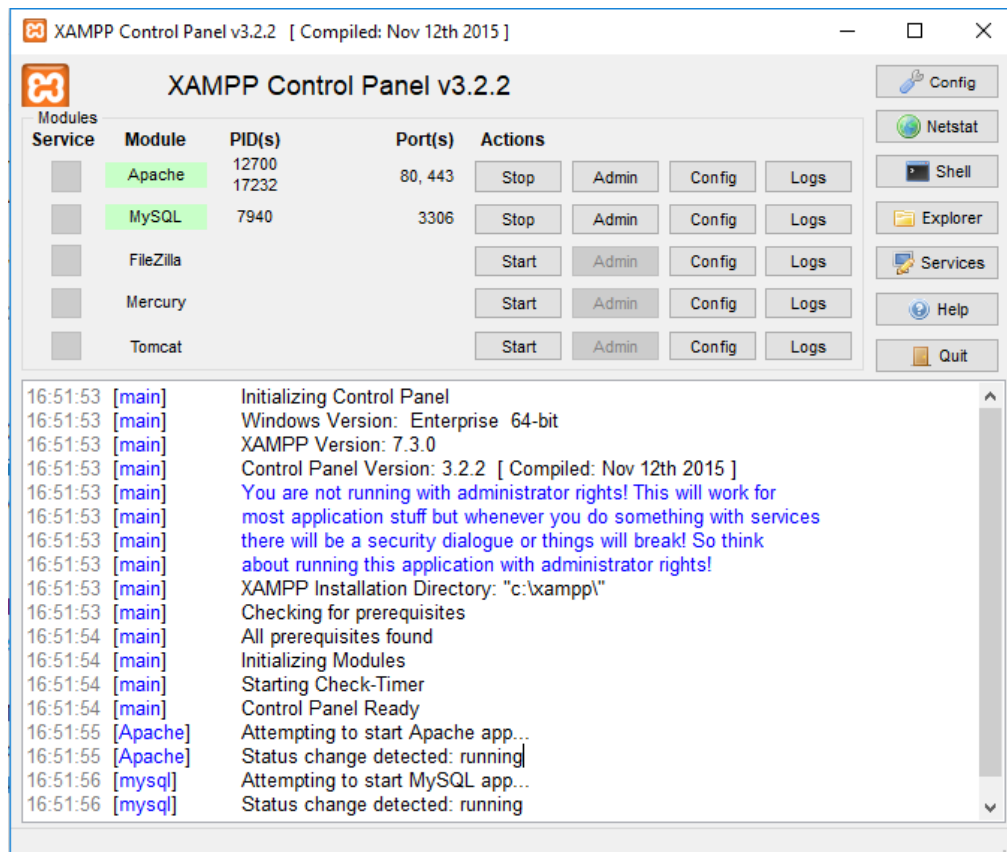 XAMPP Control Panel v3.2.2 [ Compiled: Nov 12th 2015 ]
XAMPP Control Panel v3.2.2
Config
Modules
Service Module PID(s) Port(s) Actions
Netstat
Apache 12700 17232 80, 443 Stop Admin Config Logs
Shell
MySQL 7940 3306 Stop Admin Config Logs
Explorer
FileZilla Start Admin Config Logs
Services
Mercury Start Admin Config Logs
Help
Tomcat Start Admin Config Logs
Quit
16:51:53 [main] Initializing Control Panel
16:51:53 [main] Windows Version: Enterprise 64-bit
16:51:53 [main] XAMPP Version: 7.3.0
16:51:53 [main] Control Panel Version: 3.2.2 [ Compiled: Nov 12th 2015 ]
16:51:53 [main] You are not running with administrator rights! This will work for
16:51:53 [main] most application stuff but whenever you do something with services
16:51:53 [main] there will be a security dialogue or things will break! So think
16:51:53 [main] about running this application with administrator rights!
16:51:53 [main] XAMPP Installation Directory: "c:\xampp\"
16:51:53 [main] Checking for prerequisites
16:51:54 [main] All prerequisites found
16:51:54 [main] Initializing Modules
16:51:54 [main] Starting Check-Timer
16:51:54 [main] Control Panel Ready
16:51:55 [Apache] Attempting to start Apache app...
16:51:55 [Apache] Status change detected: running
16:51:56 [mysql] Attempting to start MySQL app...
16:51:56 [mysql] Status change detected: running